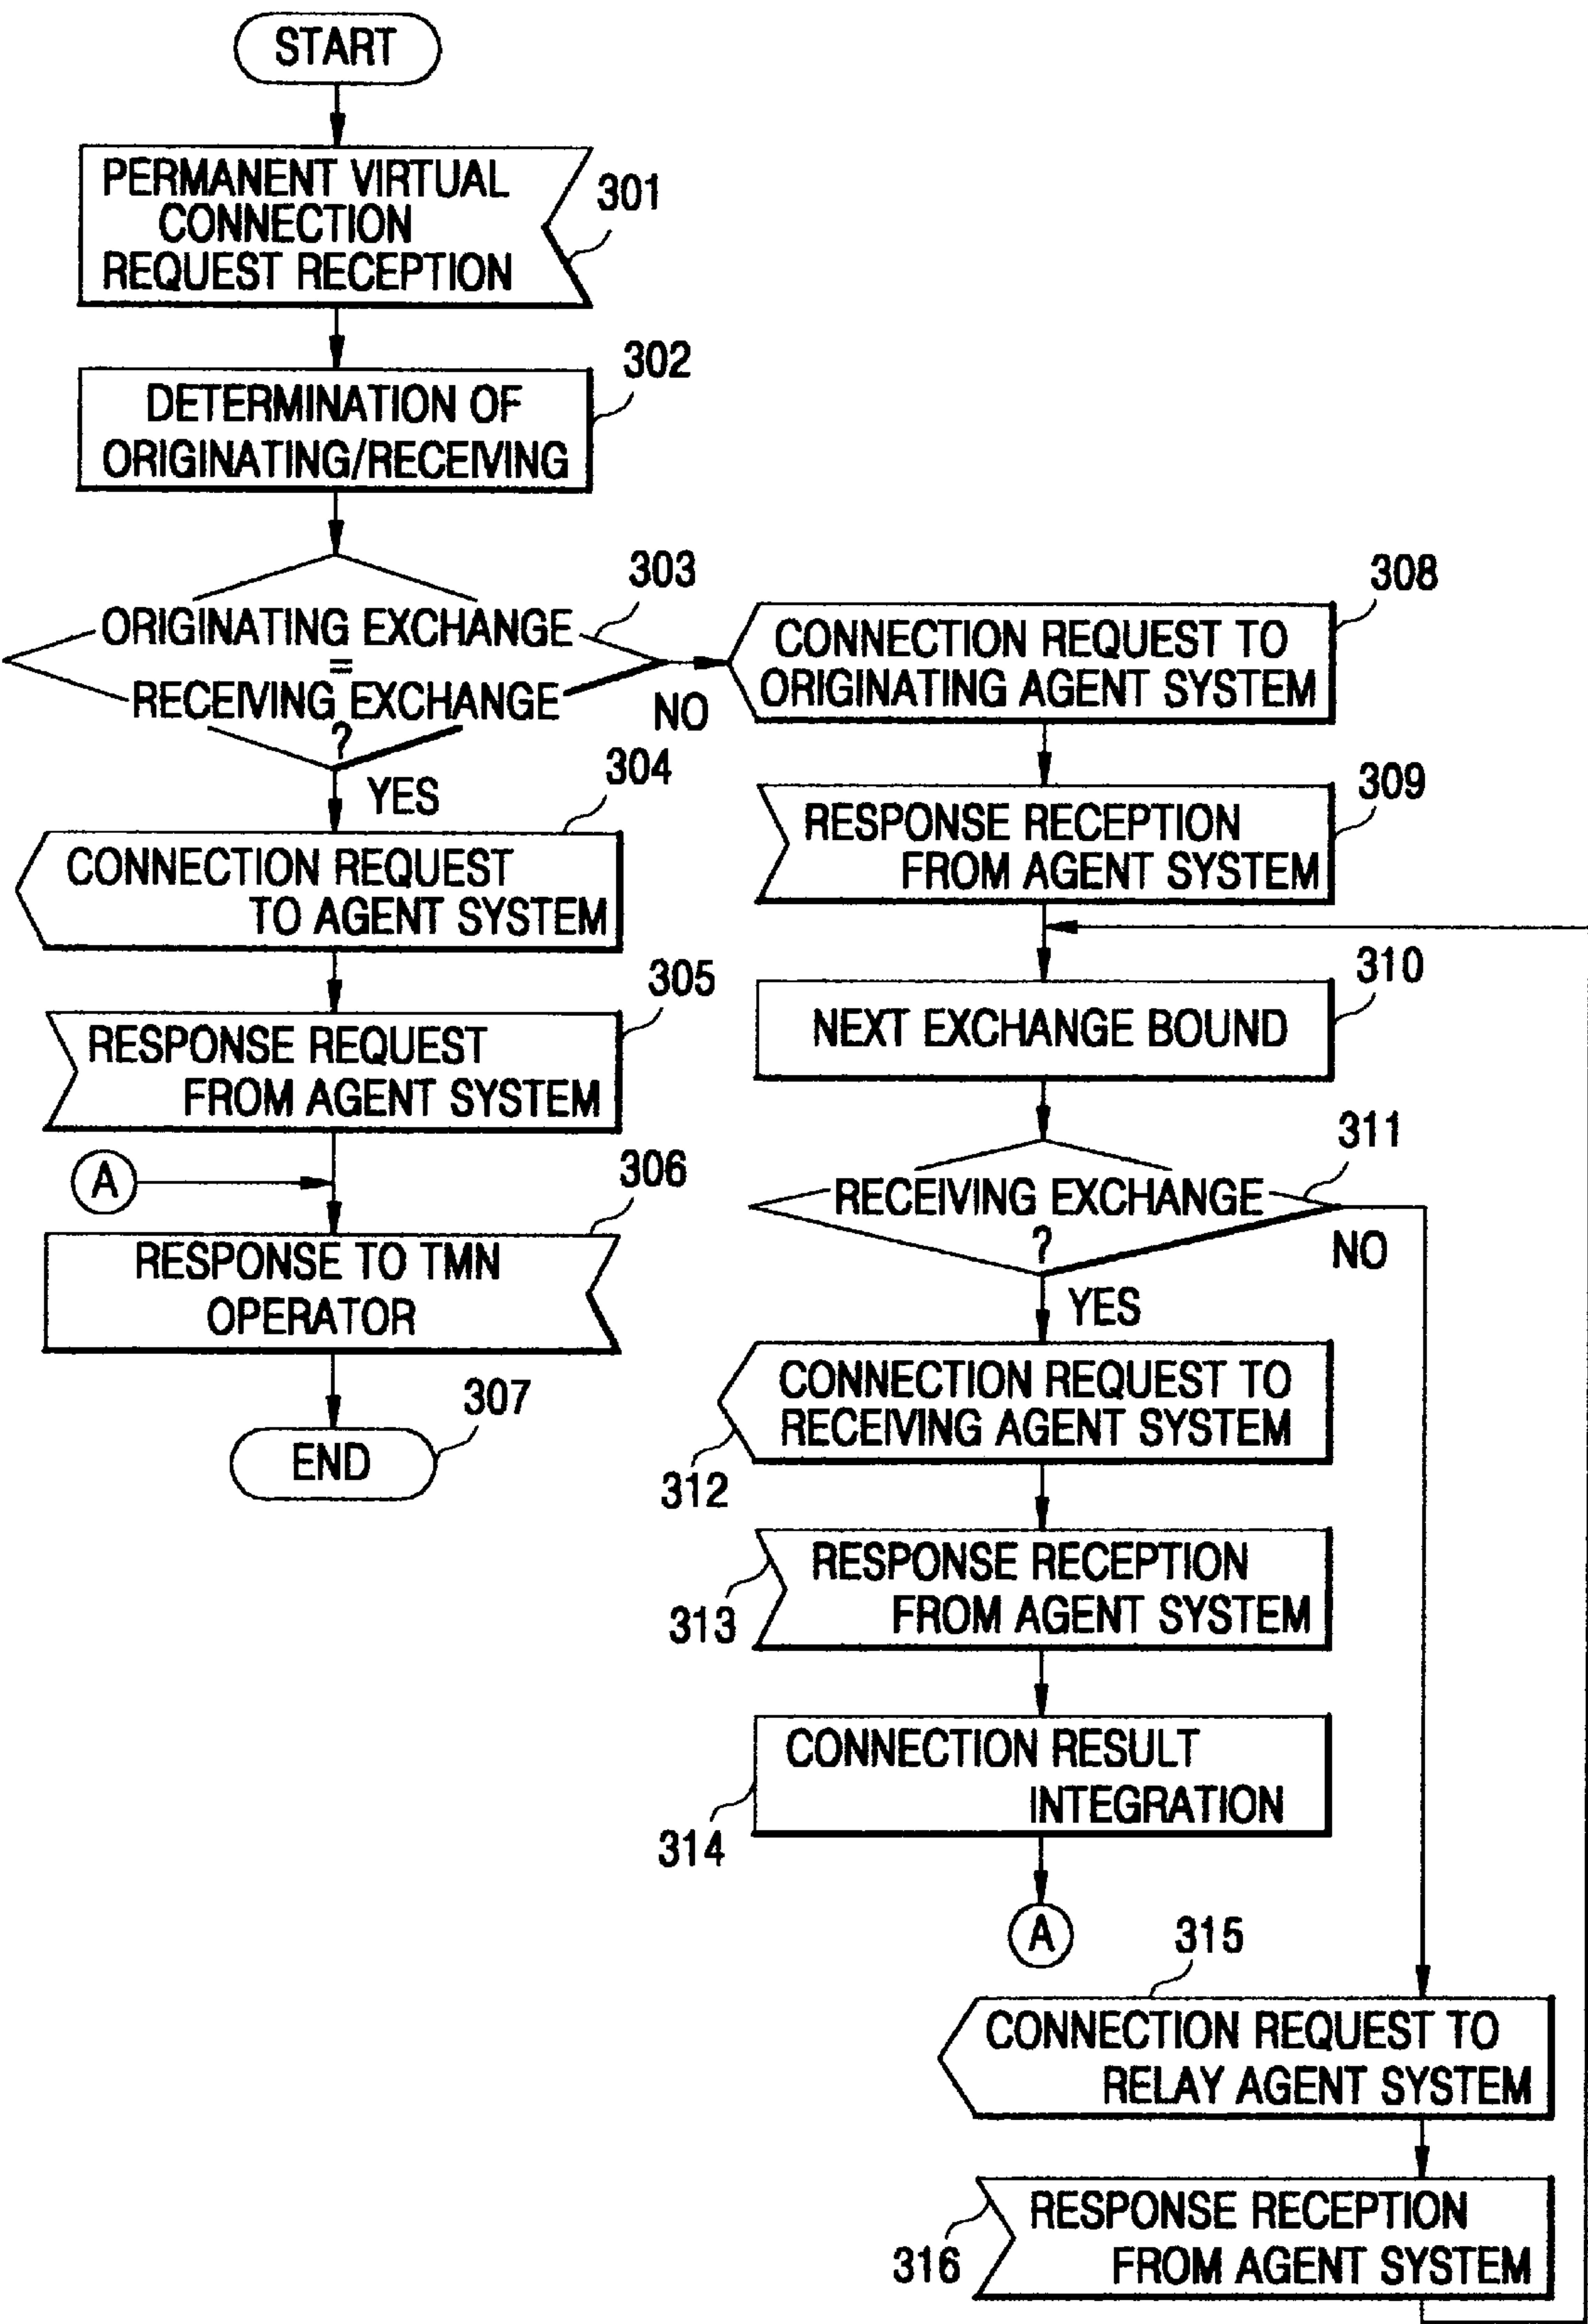 START
PERMANENT VIRTUAL
CONNECTION
REQUEST RECEPTION
301
DETERMINATION OF
ORIGINATING/RECEIVING
302
ORIGINATING EXCHANGE
=
RECEIVING EXCHANGE
?
303
NO
YES
304
CONNECTION REQUEST
TO AGENT SYSTEM
305
RESPONSE REQUEST
FROM AGENT SYSTEM
A
306
RESPONSE TO TMN
OPERATOR
307
END
308
CONNECTION REQUEST TO
ORIGINATING AGENT SYSTEM
309
RESPONSE RECEPTION
FROM AGENT SYSTEM
310
NEXT EXCHANGE BOUND
311
RECEIVING EXCHANGE
?
NO
YES
CONNECTION REQUEST TO
RECEIVING AGENT SYSTEM
312
RESPONSE RECEPTION
FROM AGENT SYSTEM
313
CONNECTION RESULT
INTEGRATION
314
A
315
CONNECTION REQUEST TO
RELAY AGENT SYSTEM
RESPONSE RECEPTION
FROM AGENT SYSTEM
316